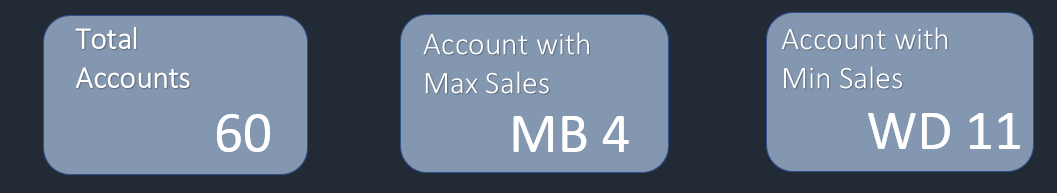 Total
Accounts
60
Account with
Max Sales
MB 4
Account with
Min Sales
WD 11